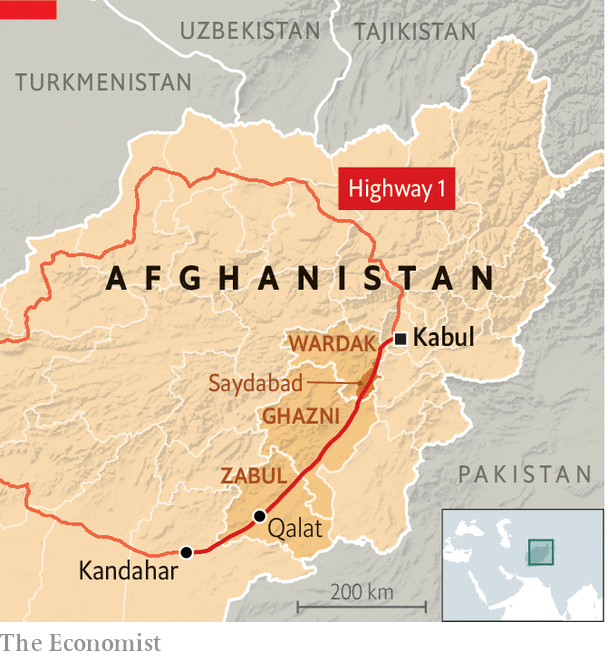 UZBEKISTAN
TAJIKISTAN
TURKMENISTAN
Highway 1
AFGHANISTAN
Kabul
WARDAK
Saydabad
GHAZNI
ZABUL
PAKISTAN
Qalat
Kandahar
200 km
The Economist